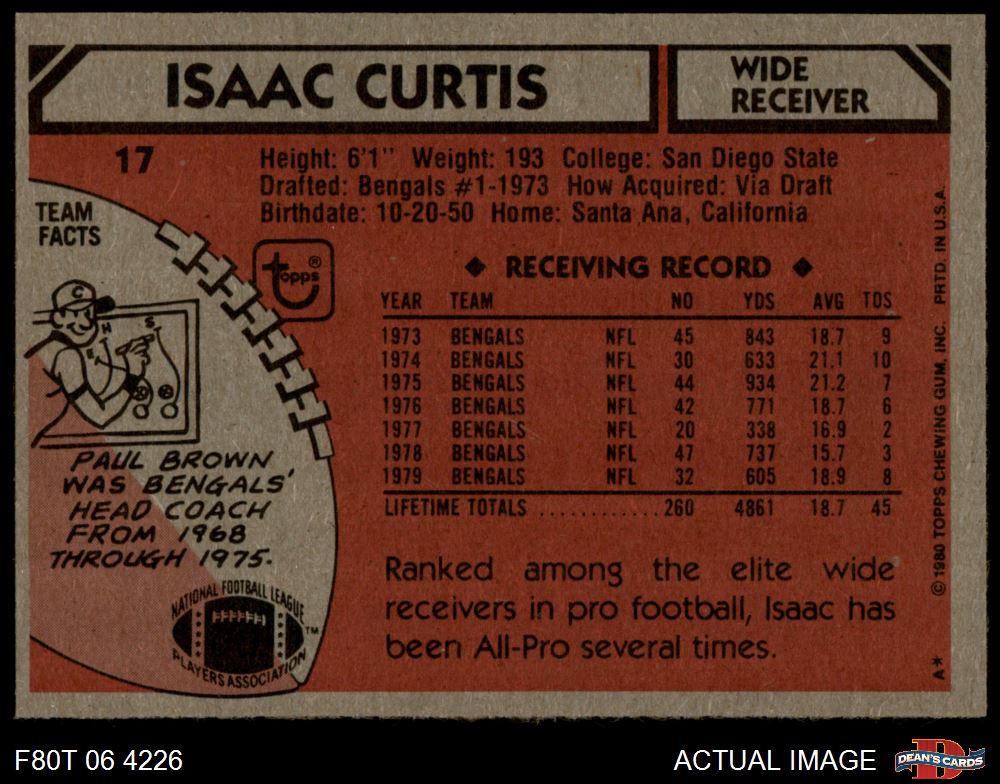 ISAAC CURTIS
WIDE
RECEIVER
17
Height: 6'1" Weight: 193 College: San Diego State
Drafted: Bengals #1-1973 How Acquired: Via Draft
Birthdate: 10-20-50 Home: Santa Ana, California
TEAM
FACTS
topps®
C
H
S
E
PAUL BROWN
WAS BENGALS'
HEAD COACH
FROM 1968
THROUGH 1975.
NATIONAL FOOTBALL LEAGUE
PLAYERS ASSOCIATION
TM
◆ RECEIVING RECORD ◆
YEAR TEAM NO YDS AVG TDS
1973 BENGALS NFL 45 843 18.7 9
1974 BENGALS NFL 30 633 21.1 10
1975 BENGALS NFL 44 934 21.2 7
1976 BENGALS NFL 42 771 18.7 6
1977 BENGALS NFL 20 338 16.9 2
1978 BENGALS NFL 47 737 15.7 3
1979 BENGALS NFL 32 605 18.9 8
LIFETIME TOTALS ............260 4861 18.7 45
Ranked among the elite wide
receivers in pro football, Isaac has
been All-Pro several times.
A* © 1980 TOPPS CHEWING GUM, INC. PRTD. IN U.S.A.
F80T 06 4226
ACTUAL IMAGE
D
DEAN'S CARDS